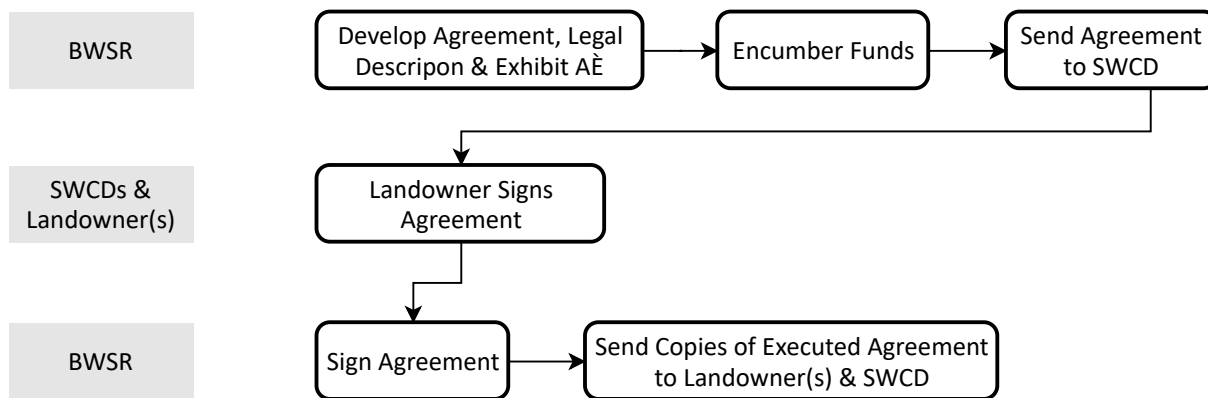 BWSR
Develop Agreement, Legal
Descripon & Exhibit AÈ
Encumber Funds
Send Agreement
to SWCD
SWCDs &
Landowner(s)
Landowner Signs
Agreement
BWSR
Sign Agreement
Send Copies of Executed Agreement
to Landowner(s) & SWCD